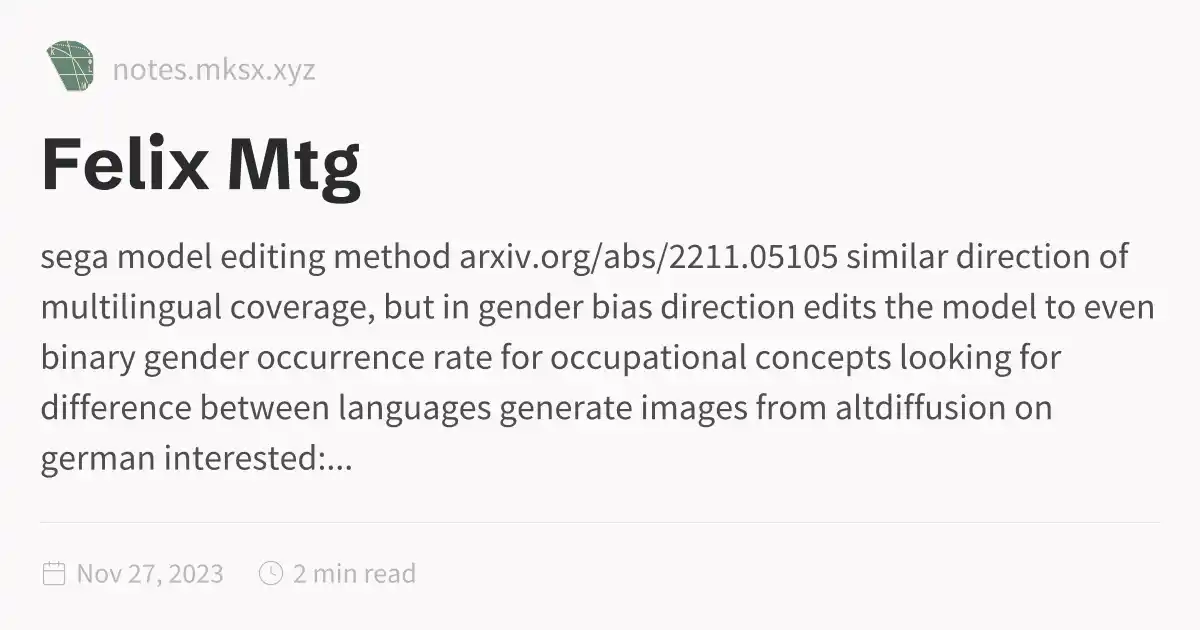 notes.mksx.xyz
Felix Mtg
sega model editing method arxiv.org/abs/2211.05105 similar direction of
multilingual coverage, but in gender bias direction edits the model to even
binary gender occurrence rate for occupational concepts looking for
difference between languages generate images from altdiffusion on
german interested:...
Nov 27, 2023
2 min read